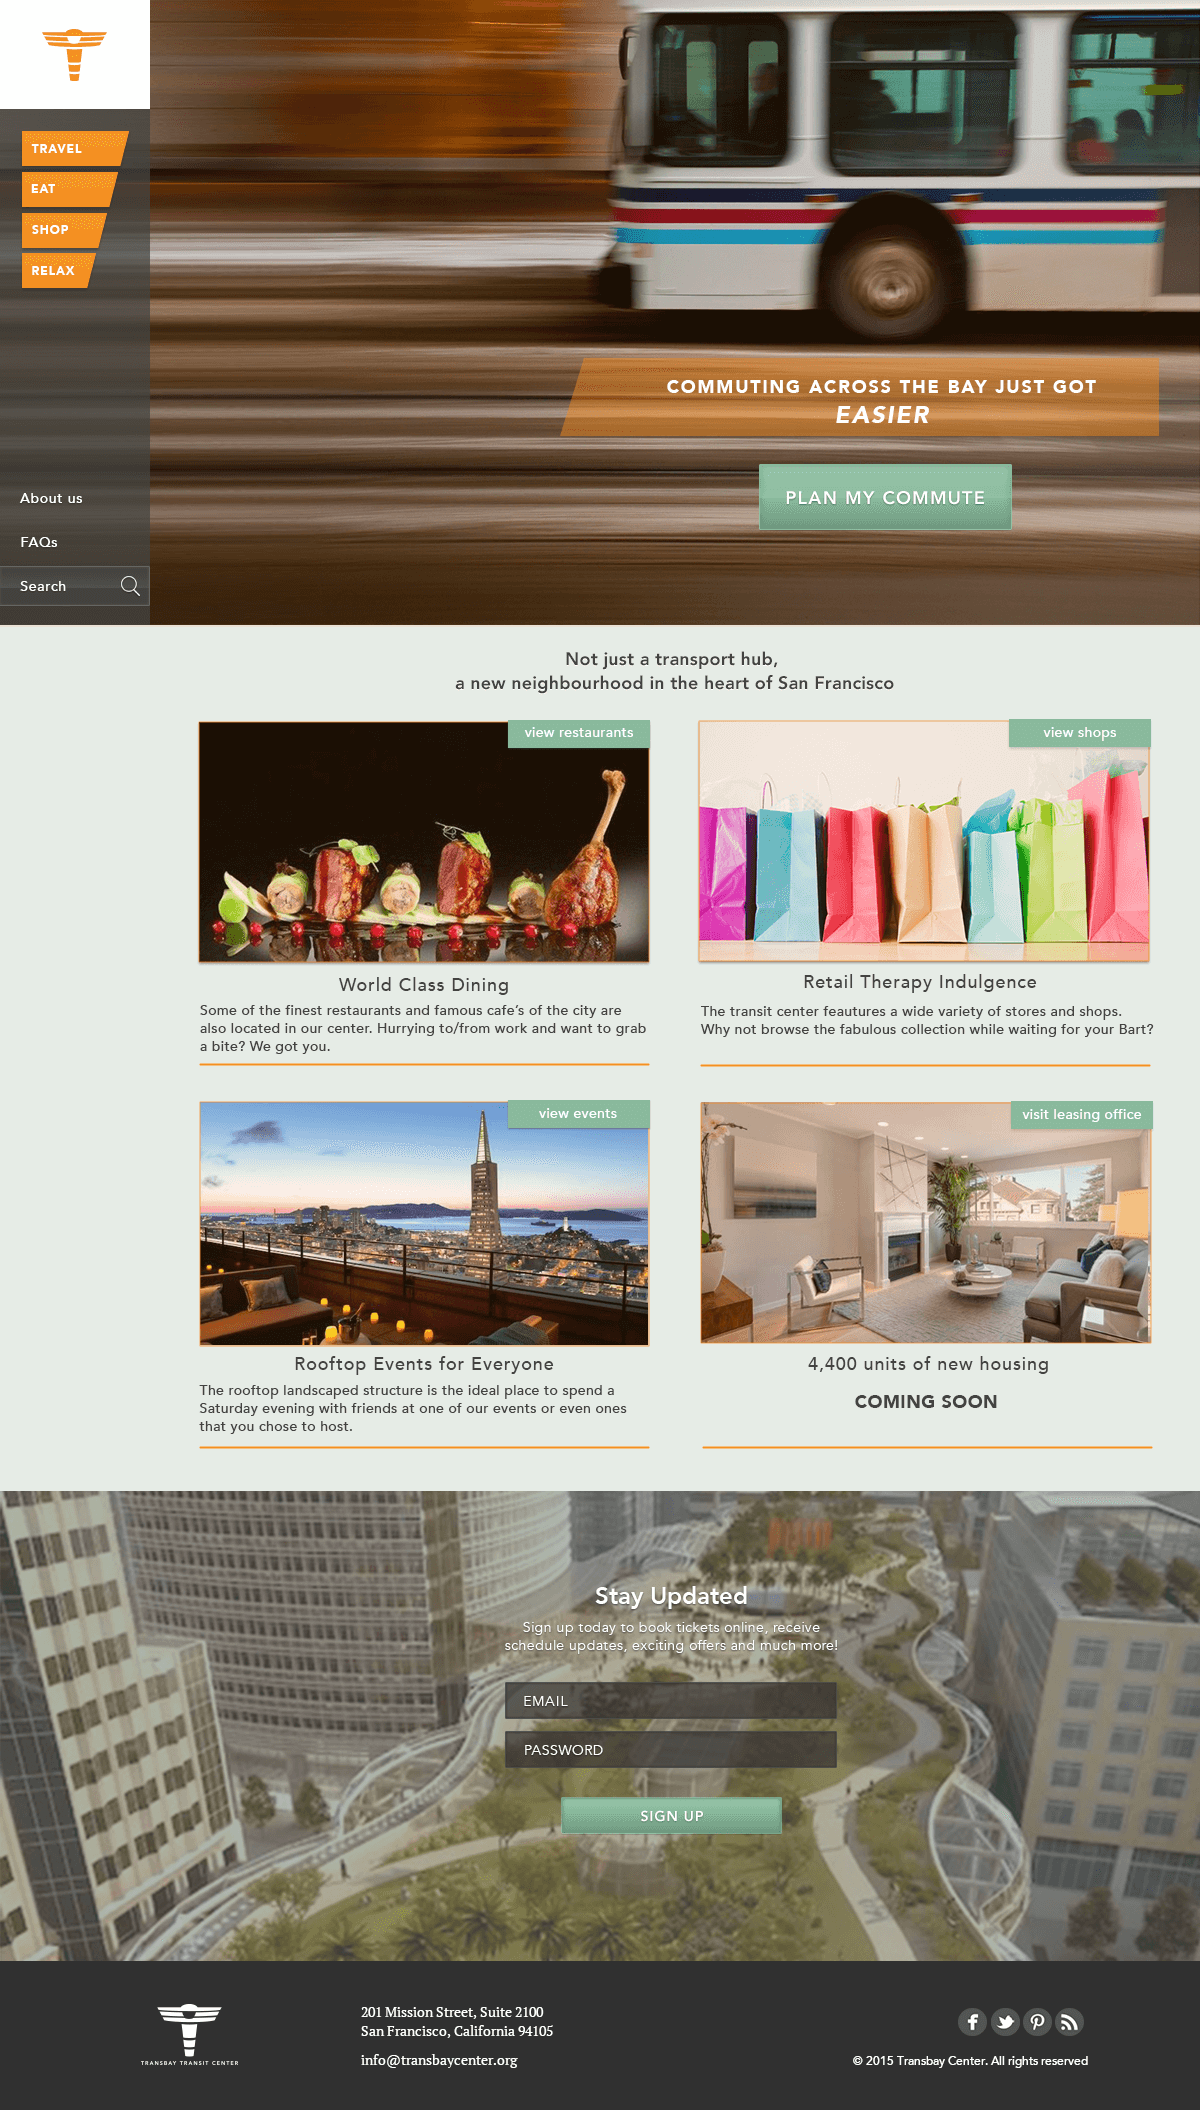 TRAVEL
EAT
SHOP
RELAX
About us
FAQs
Search
COMMUTING ACROSS THE BAY JUST GOT
EASIER
PLAN MY COMMUTE
Not just a transport hub,
a new neighbourhood in the heart of San Francisco
view restaurants
World Class Dining
Some of the finest restaurants and famous cafe's of the city are
also located in our center. Hurrying to/from work and want to grab
a bite? We got you.
view shops
Retail Therapy Indulgence
The transit center feautures a wide variety of stores and shops.
Why not browse the fabulous collection while waiting for your Bart?
view events
Rooftop Events for Everyone
The rooftop landscaped structure is the ideal place to spend a
Saturday evening with friends at one of our events or even ones
that you chose to host.
visit leasing office
4,400 units of new housing
COMING SOON
Stay Updated
Sign up today to book tickets online, receive
schedule updates, exciting offers and much more!
EMAIL
PASSWORD
SIGN UP
TRANSBAY TRANSIT CENTER
201 Mission Street, Suite 2100
San Francisco, California 94105
info@transbaycenter.org
© 2015 Transbay Center. All rights reserved